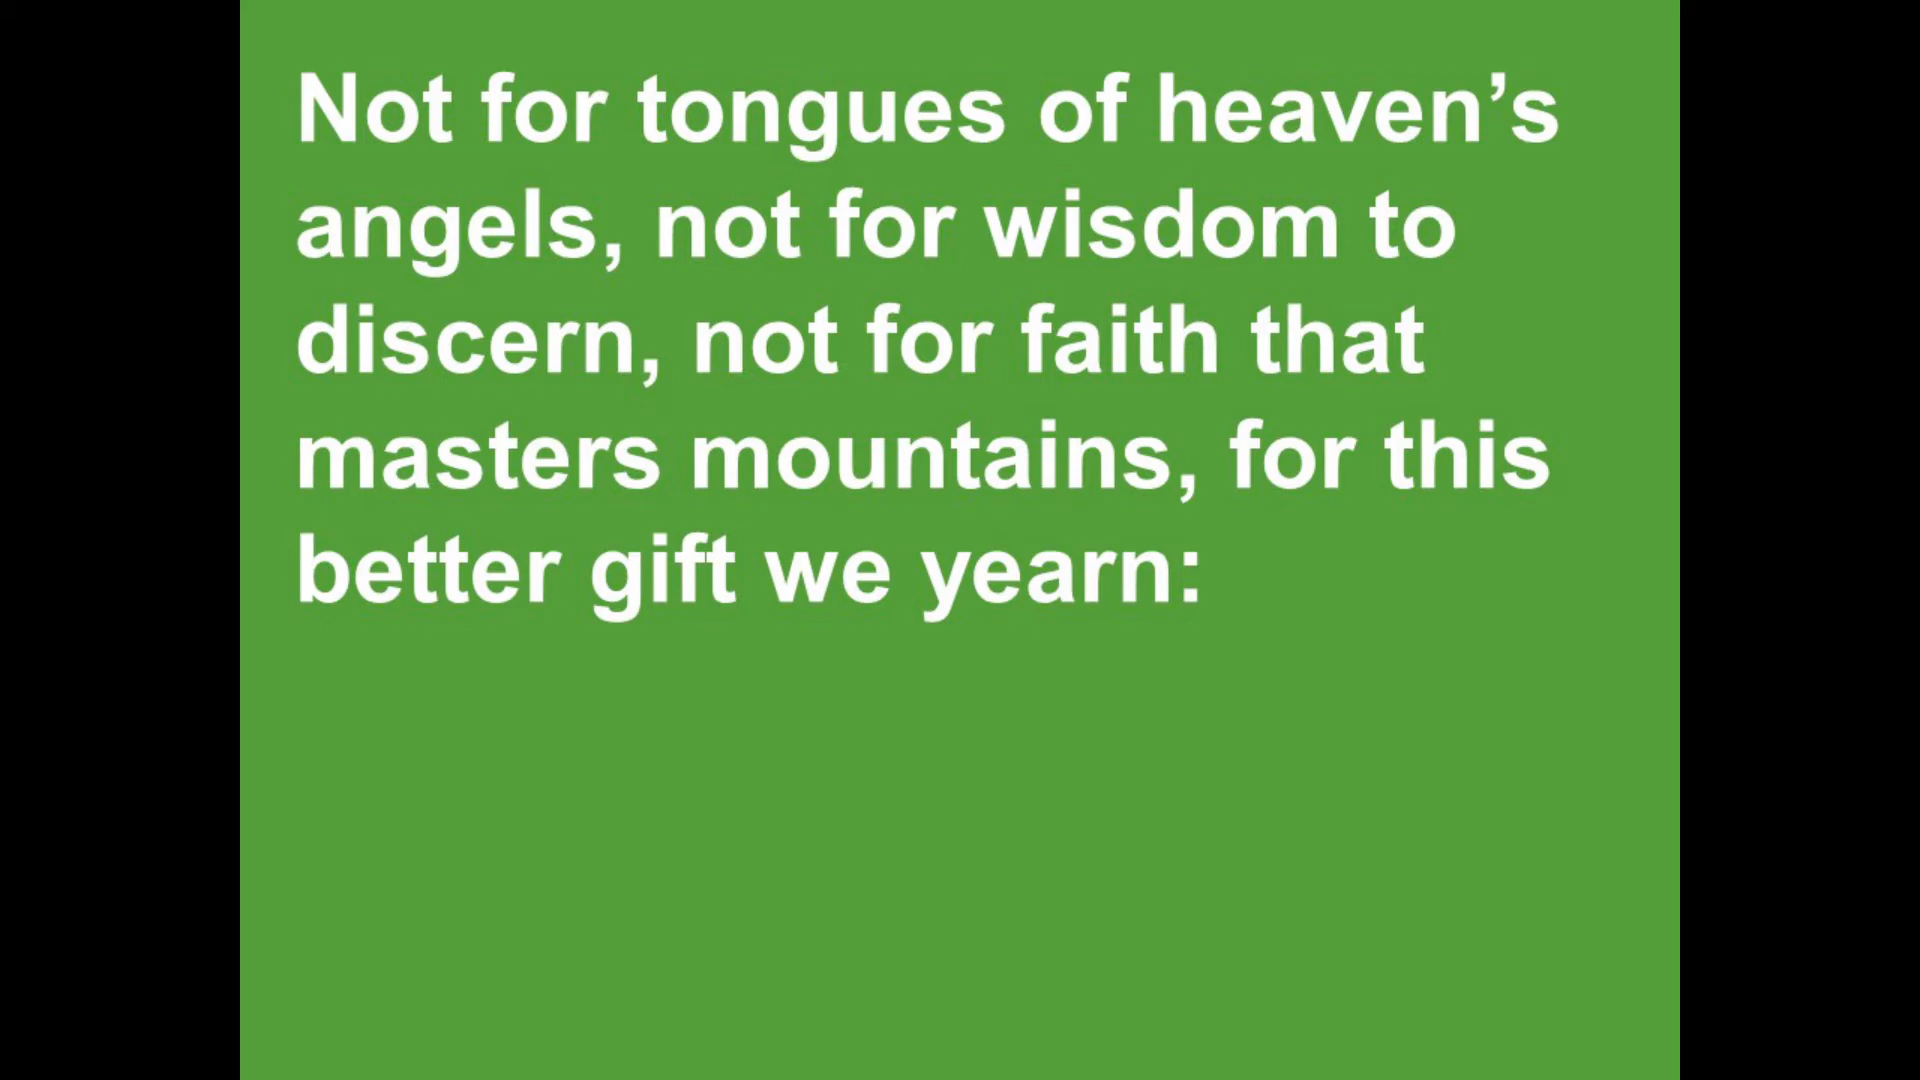 Not for tongues of heaven’s
angels, not for wisdom to
discern, not for faith that
masters mountains, for this
better gift we yearn: